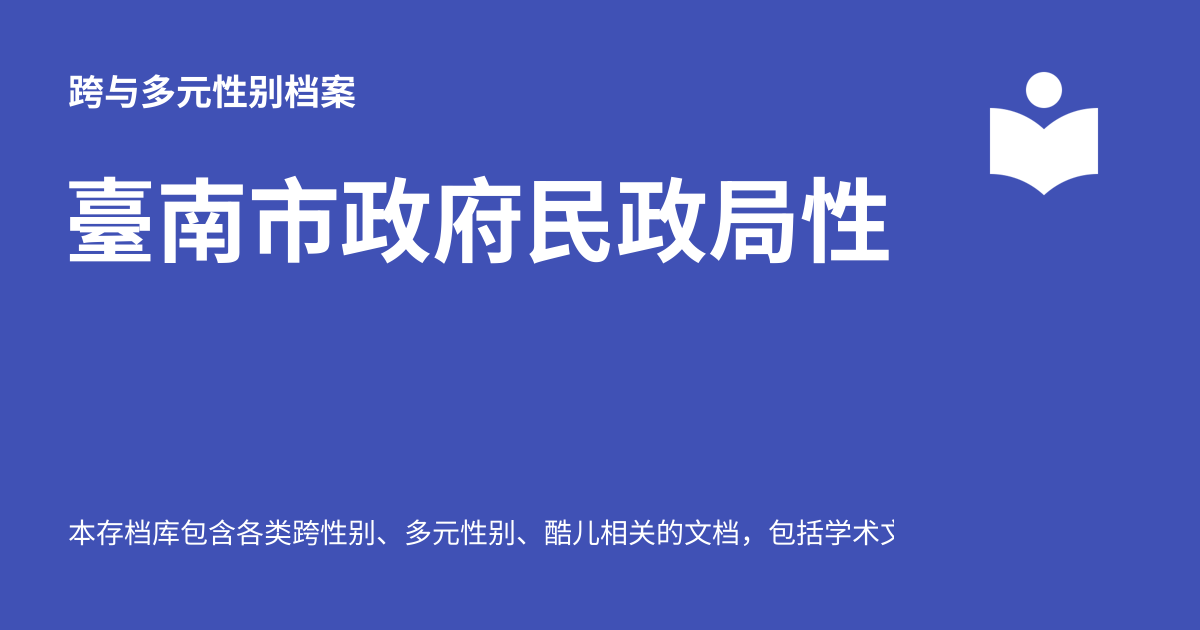 跨与多元性别档案
臺南市政府民政局性
本存档库包含各类跨性别、多元性别、酷儿相关的文档，包括学术